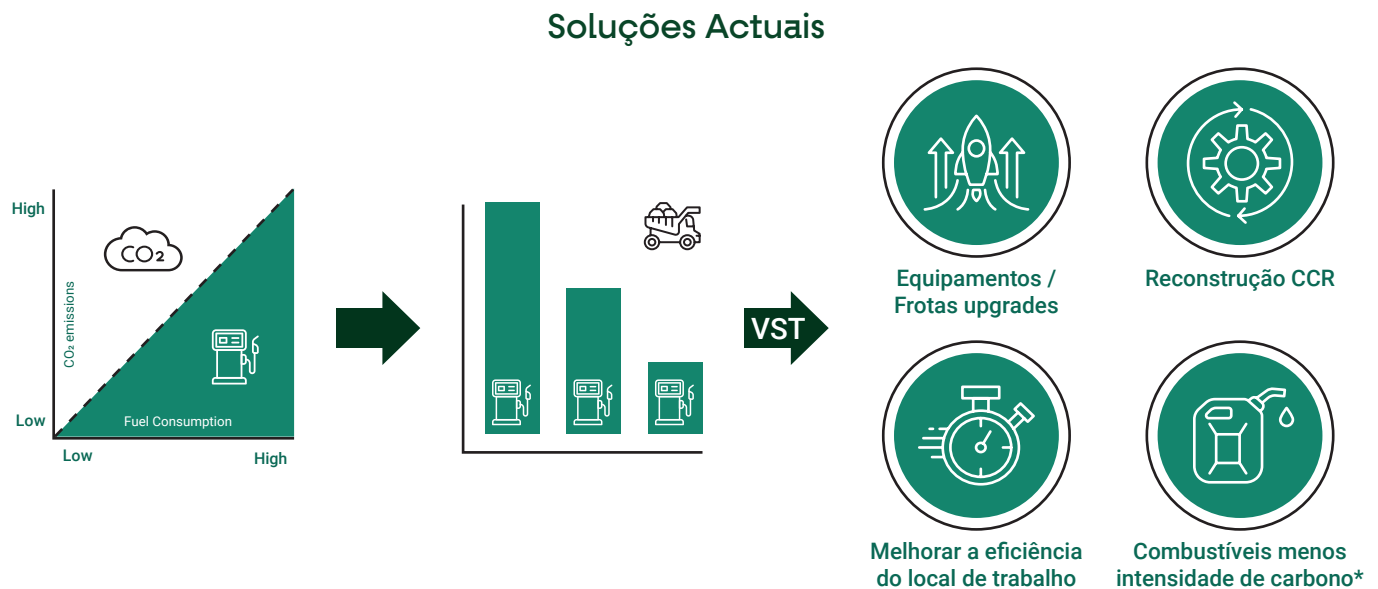 Soluções Actuais
High
CO₂ emissions
CO₂
Fuel Consumption
Low
Low
High
VST
Equipamentos /
Frotas upgrades
Reconstrução CCR
Melhorar a eficiência
do local de trabalho
Combustíveis menos
intensidade de carbono*